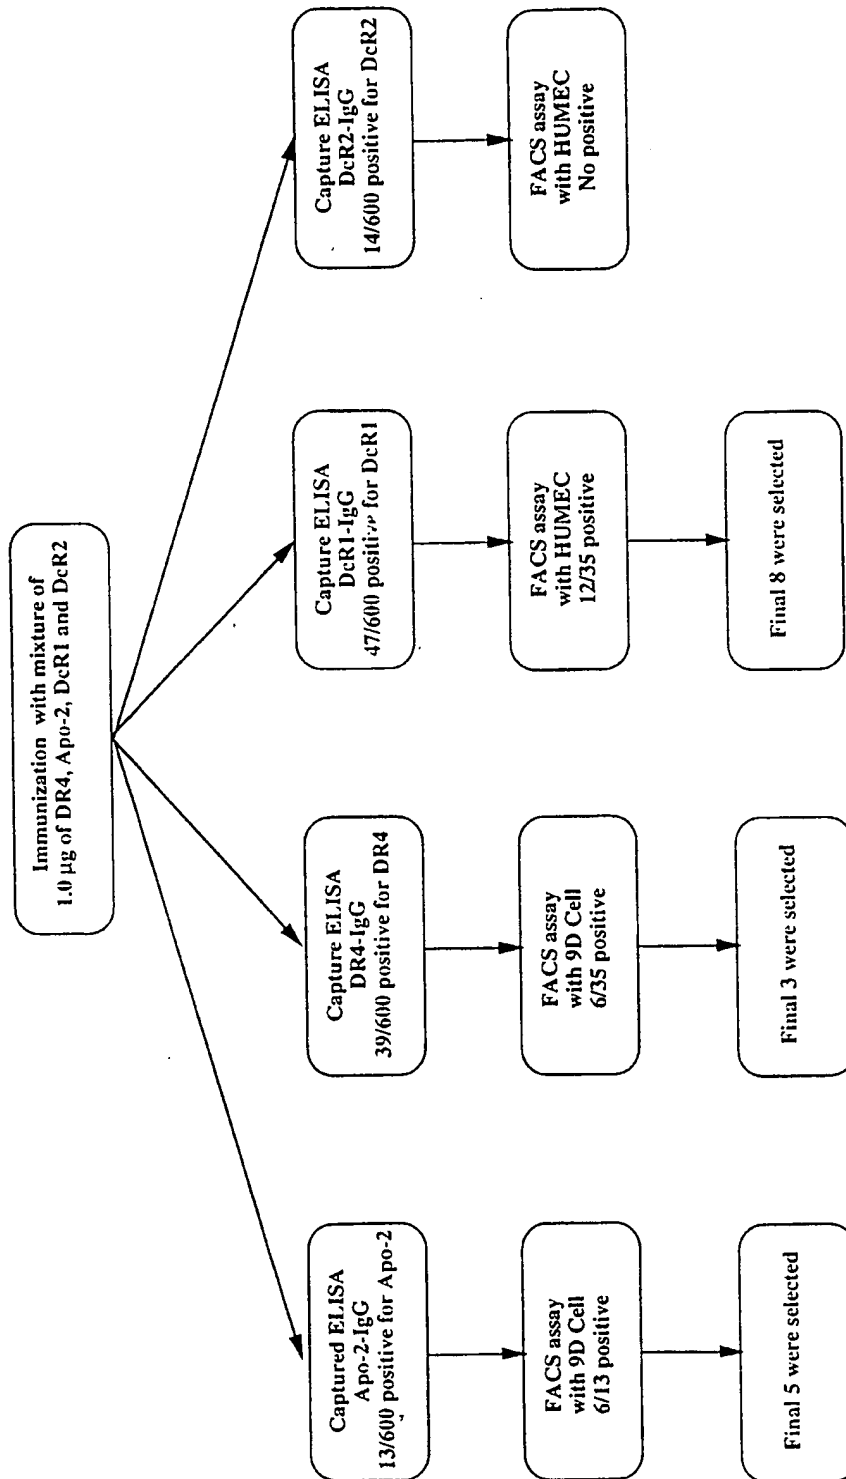 Immunization with mixture of
1.0 µg of DR4, Apo-2, DcR1 and DcR2
Captured ELISA
Apo-2-IgG
13/600 positive for Apo-2
FACS assay
with 9D Cell
6/13 positive
Final 5 were selected
Capture ELISA
DR4-IgG
39/600 positive for DR4
FACS assay
with 9D Cell
6/35 positive
Final 3 were selected
Capture ELISA
DcR1-IgG
47/600 positive for DcR1
FACS assay
with HUMEC
12/35 positive
Final 8 were selected
Capture ELISA
DcR2-IgG
14/600 positive for DcR2
FACS assay
with HUMEC
No positive